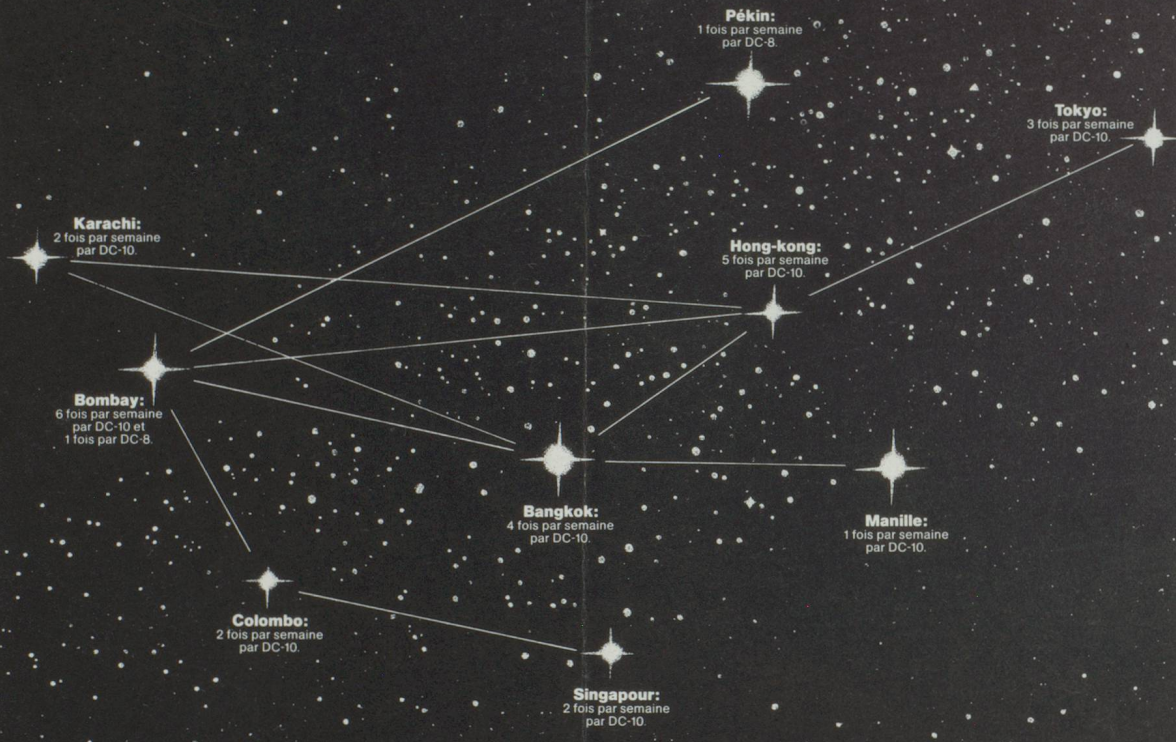 Pékin:
1 fois par semaine
par DC-8.
Tokyo:
3 fois par semaine
par DC-10.
Karachi:
2 fois par semaine
par DC-10.
Hong-kong:
5 fois par semaine
par DC-10.
Bombay:
6 fois par semaine
par DC-10 et
1 fois par DC-8.
Bangkok:
4 fois par semaine
par DC-10.
Manille:
1 fois par semaine
par DC-10.
Colombo:
2 fois par semaine
par DC-10.
Singapour:
2 fois par semaine
par DC-10.